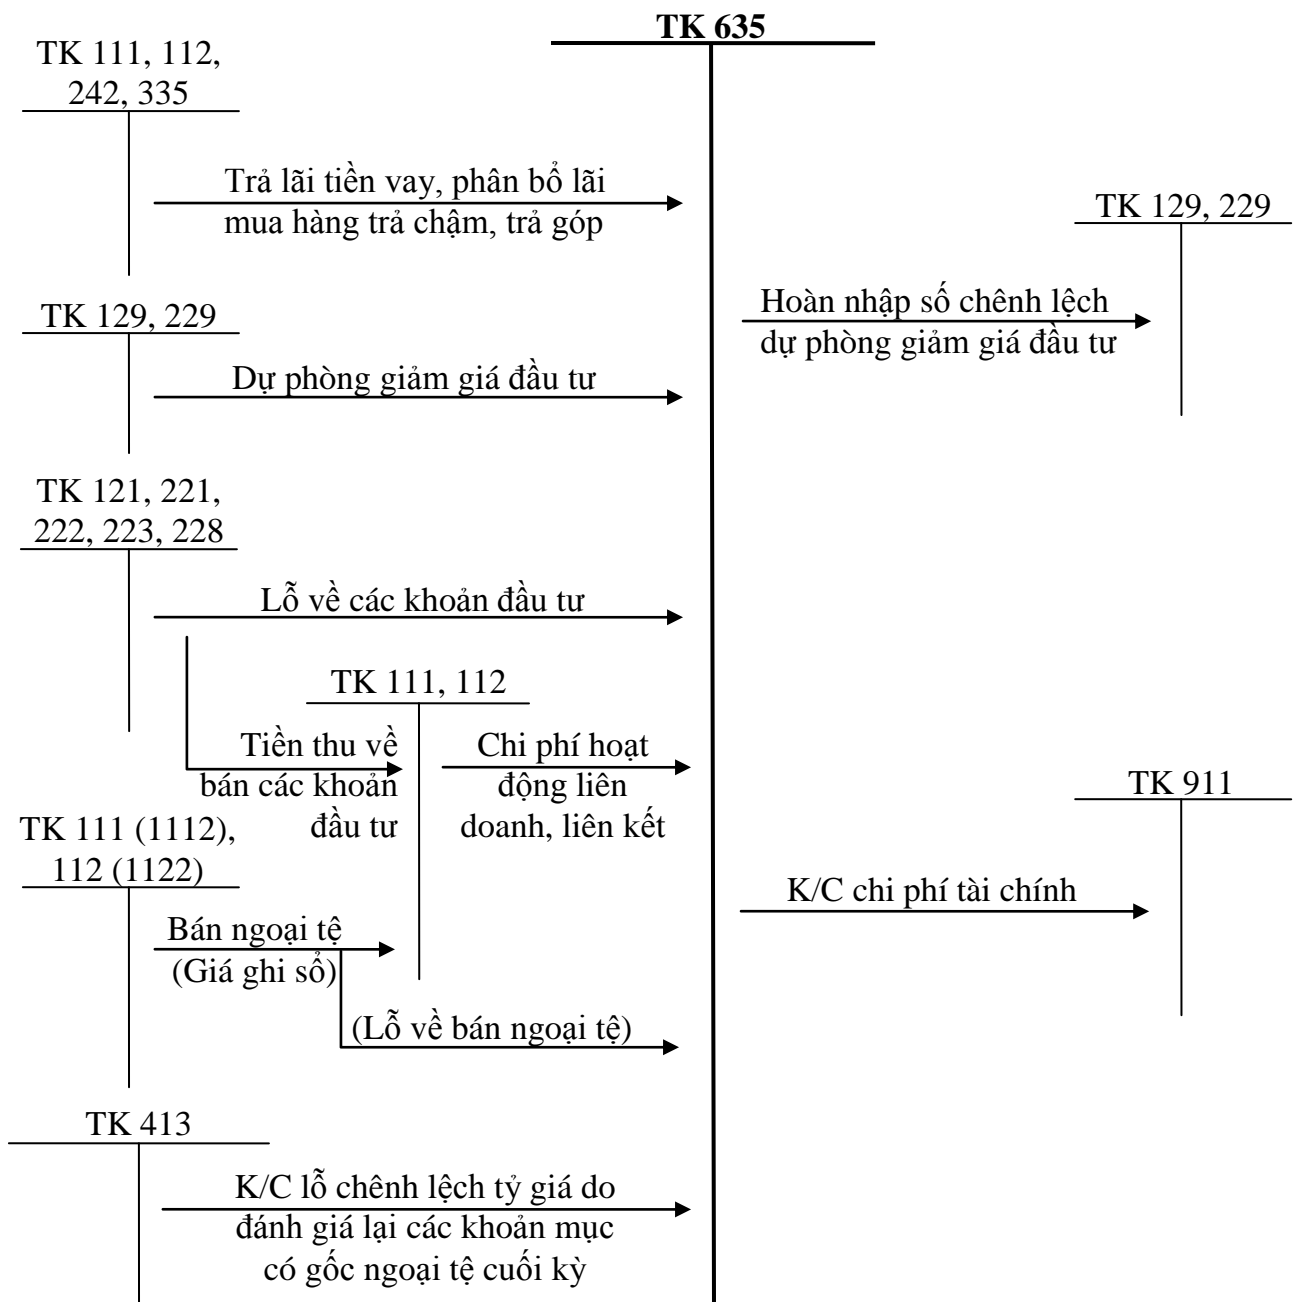 TK 635
TK 111, 112,
242, 335
Trả lãi tiền vay, phân bổ lãi
mua hàng trả chậm, trả góp
TK 129, 229
TK 129, 229
Hoàn nhập số chênh lệch
dự phòng giảm giá đầu tư
Dự phòng giảm giá đầu tư
TK 121, 221,
222, 223, 228
Lỗ về các khoản đầu tư
TK 111, 112
Tiền thu về
bán các khoản
đầu tư
Chi phí hoạt
động liên
doanh, liên kết
TK 911
TK 111 (1112),
112 (1122)
K/C chi phí tài chính
Bán ngoại tệ
(Giá ghi sổ)
(Lỗ về bán ngoại tệ)
TK 413
K/C lỗ chênh lệch tỷ giá do
đánh giá lại các khoản mục
có gốc ngoại tệ cuối kỳ